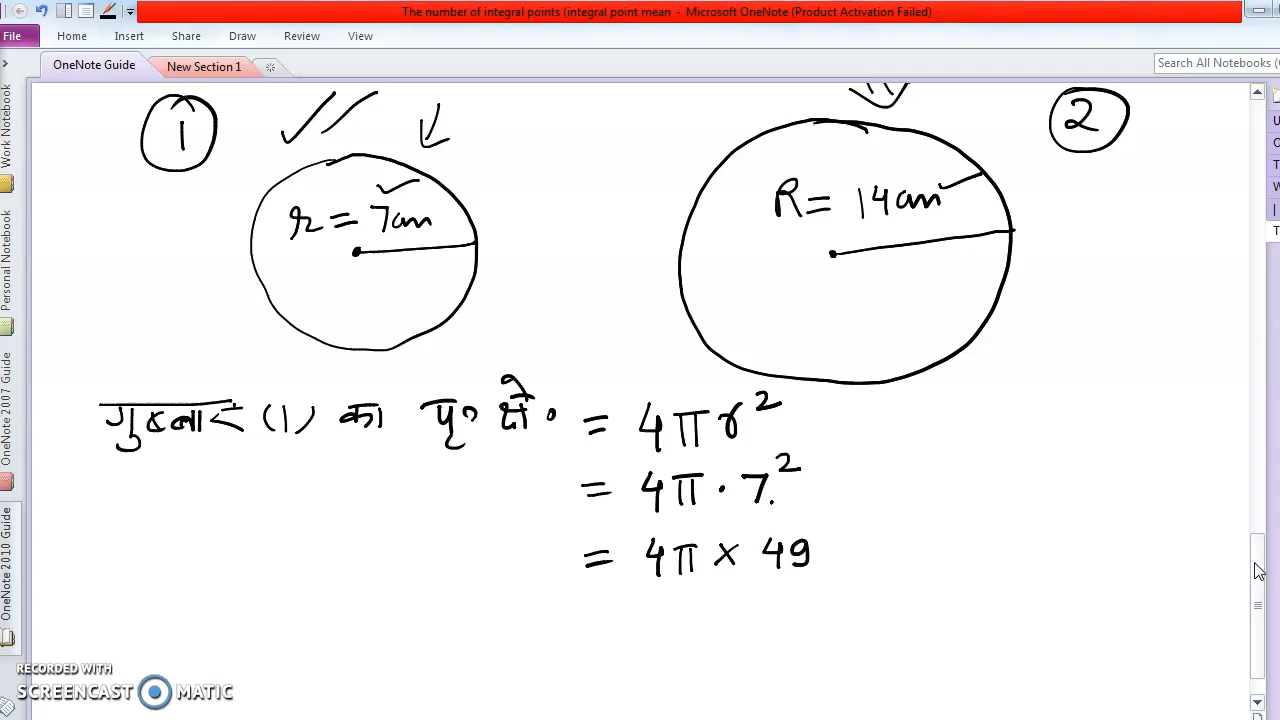 The number of integral points (integral point mean - Microsoft OneNote (Product Activation Failed)
File Home Insert Share Draw Review View
OneNote Guide New Section 1 Search All Notebooks (
Work Notebook
Personal Notebook
OneNote 2007 Guide
OneNote 2010 Guide
1
2
r = 7cm
R = 14cm
(1) का पृ० क्षे०
= 4πr²
= 4π · 7²
= 4π × 49
RECORDED WITH
SCREENCAST MATIC